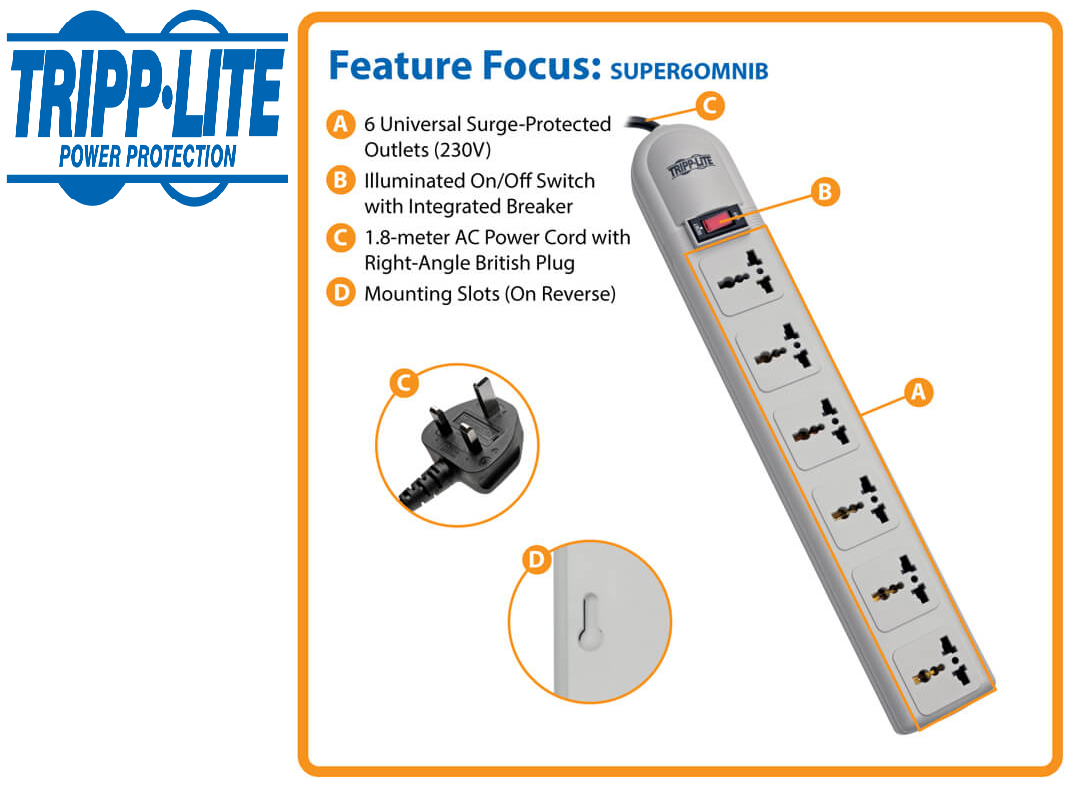 TRIPP·LITE
POWER PROTECTION
Feature Focus: SUPER6OMNIB
A 6 Universal Surge-Protected
Outlets (230V)
B Illuminated On/Off Switch
with Integrated Breaker
C 1.8-meter AC Power Cord with
Right-Angle British Plug
D Mounting Slots (On Reverse)
C
TRIPP·LITE
B
C
A
D